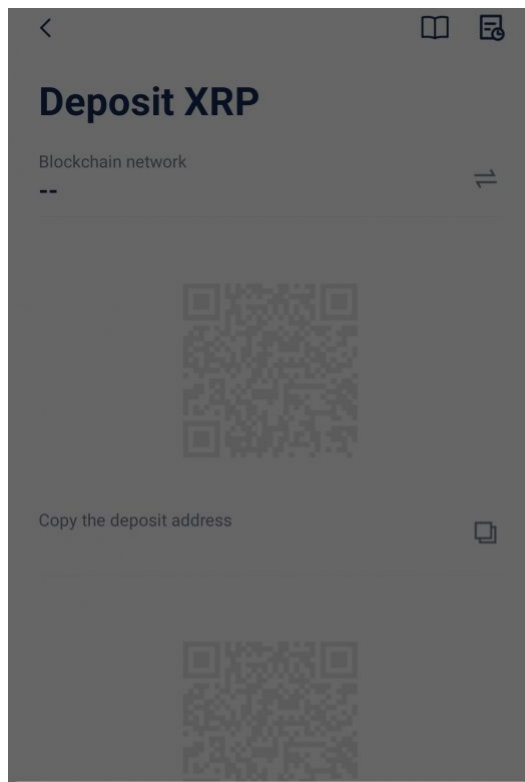 Deposit XRP
Blockchain network
--
Copy the deposit address